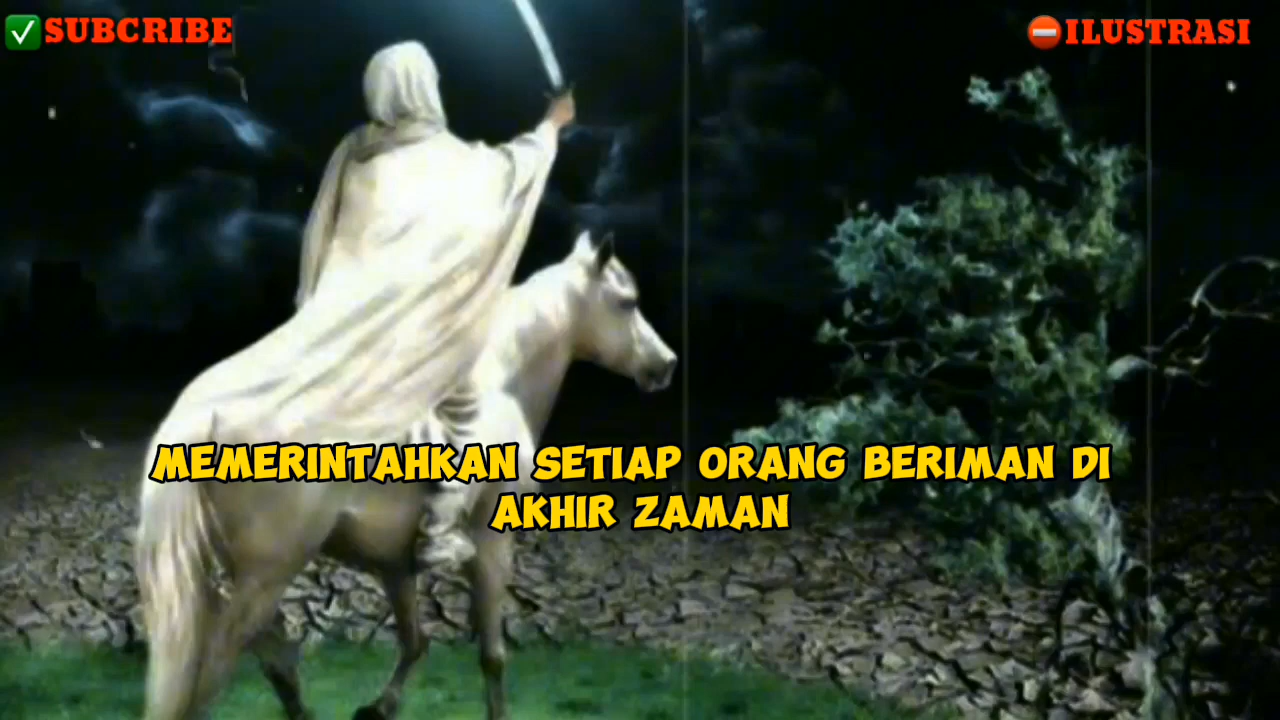 SUBCRIBE
ILUSTRASI
MEMERINTAHKAN SETIAP ORANG BERIMAN DI
AKHIR ZAMAN